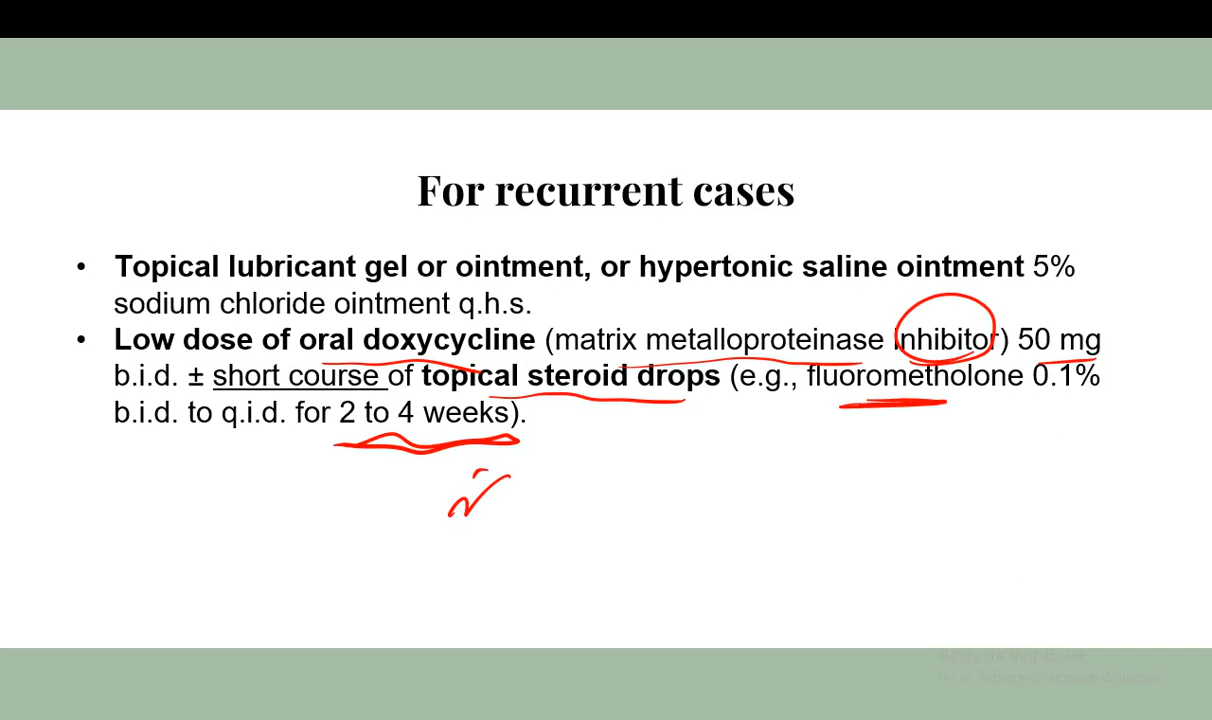 For recurrent cases
• Topical lubricant gel or ointment, or hypertonic saline ointment 5%
sodium chloride ointment q.h.s.
• Low dose of oral doxycycline (matrix metalloproteinase inhibitor) 50 mg
b.i.d. ± short course of topical steroid drops (e.g., fluorometholone 0.1%
b.i.d. to q.i.d. for 2 to 4 weeks).